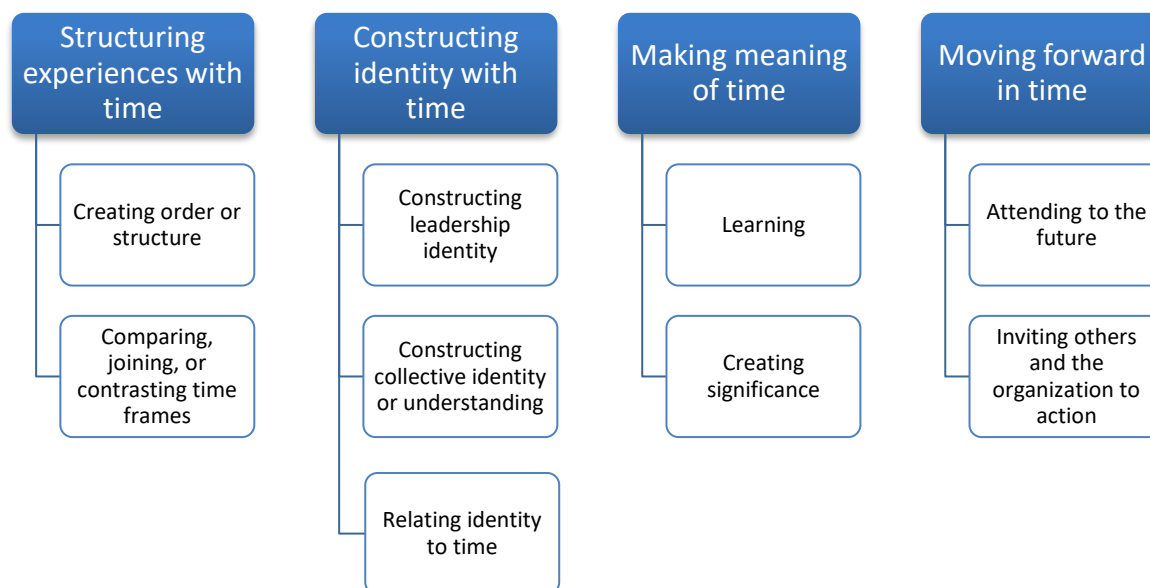 Structuring
experiences with
time
Creating order or
structure
Comparing,
joining, or
contrasting time
frames
Constructing
identity with
time
Constructing
leadership
identity
Constructing
collective identity
or understanding
Relating identity
to time
Making meaning
of time
Learning
Creating
significance
Moving forward
in time
Attending to the
future
Inviting others
and the
organization to
action